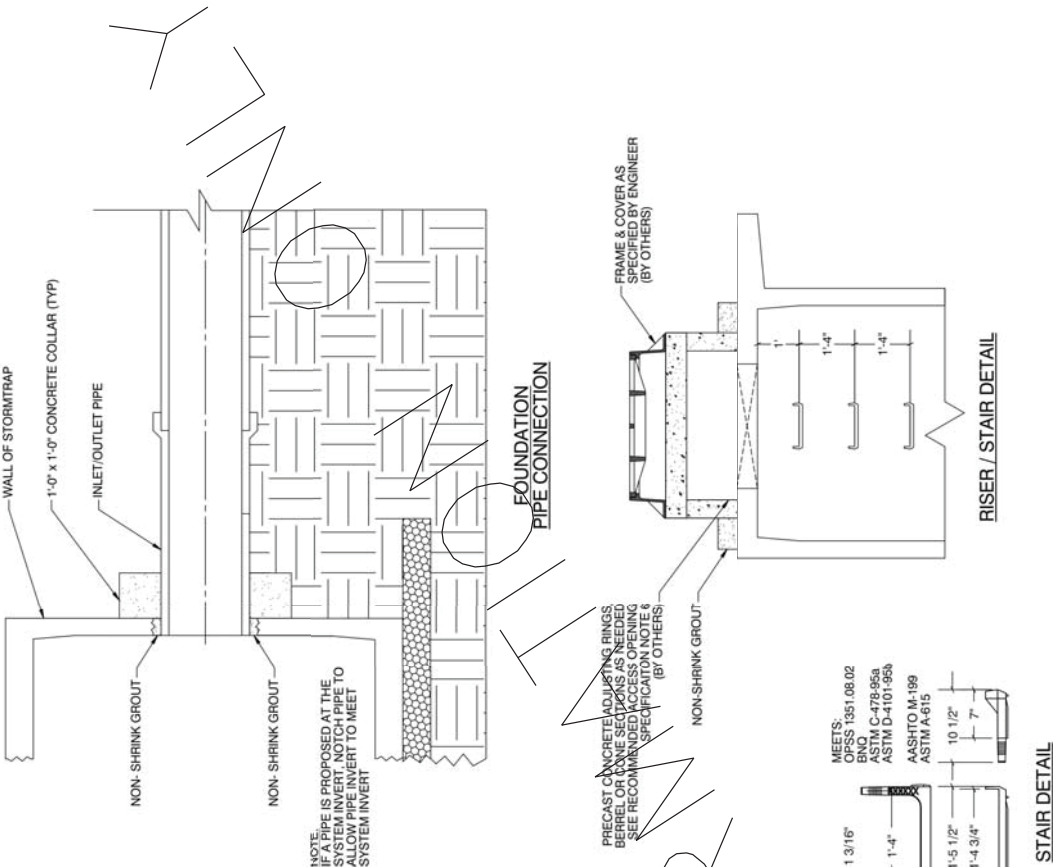 WALL OF STORMTRAP
1'-0" x 1'-0" CONCRETE COLLAR (TYP)
INLET/OUTLET PIPE
NON- SHRINK GROUT
NON- SHRINK GROUT
NOTE:
IF A PIPE IS PROPOSED AT THE
SYSTEM INVERT, NOTCH PIPE TO
ALLOW PIPE INVERT TO MEET
SYSTEM INVERT
FOUNDATION
PIPE CONNECTION
FRAME & COVER AS
SPECIFIED BY ENGINEER
(BY OTHERS)
PRECAST CONCRETE ADJUSTING RINGS,
BERREL OR CONE SECTIONS AS NEEDED
SEE RECOMMENDED ACCESS OPENING
SPECIFICAITON NOTE 6
(BY OTHERS)
NON-SHRINK GROUT
1'
1'-4"
1'-4"
RISER / STAIR DETAIL
MEETS:
OPSS 1351.08.02
BNQ
ASTM C-478-95a
ASTM D-4101-95b
AASHTO M-199
ASTM A-615
1 3/16"
1'-4"
10 1/2"
7"
1'-5 1/2"
1'-4 3/4"
STAIR DETAIL
ONLY